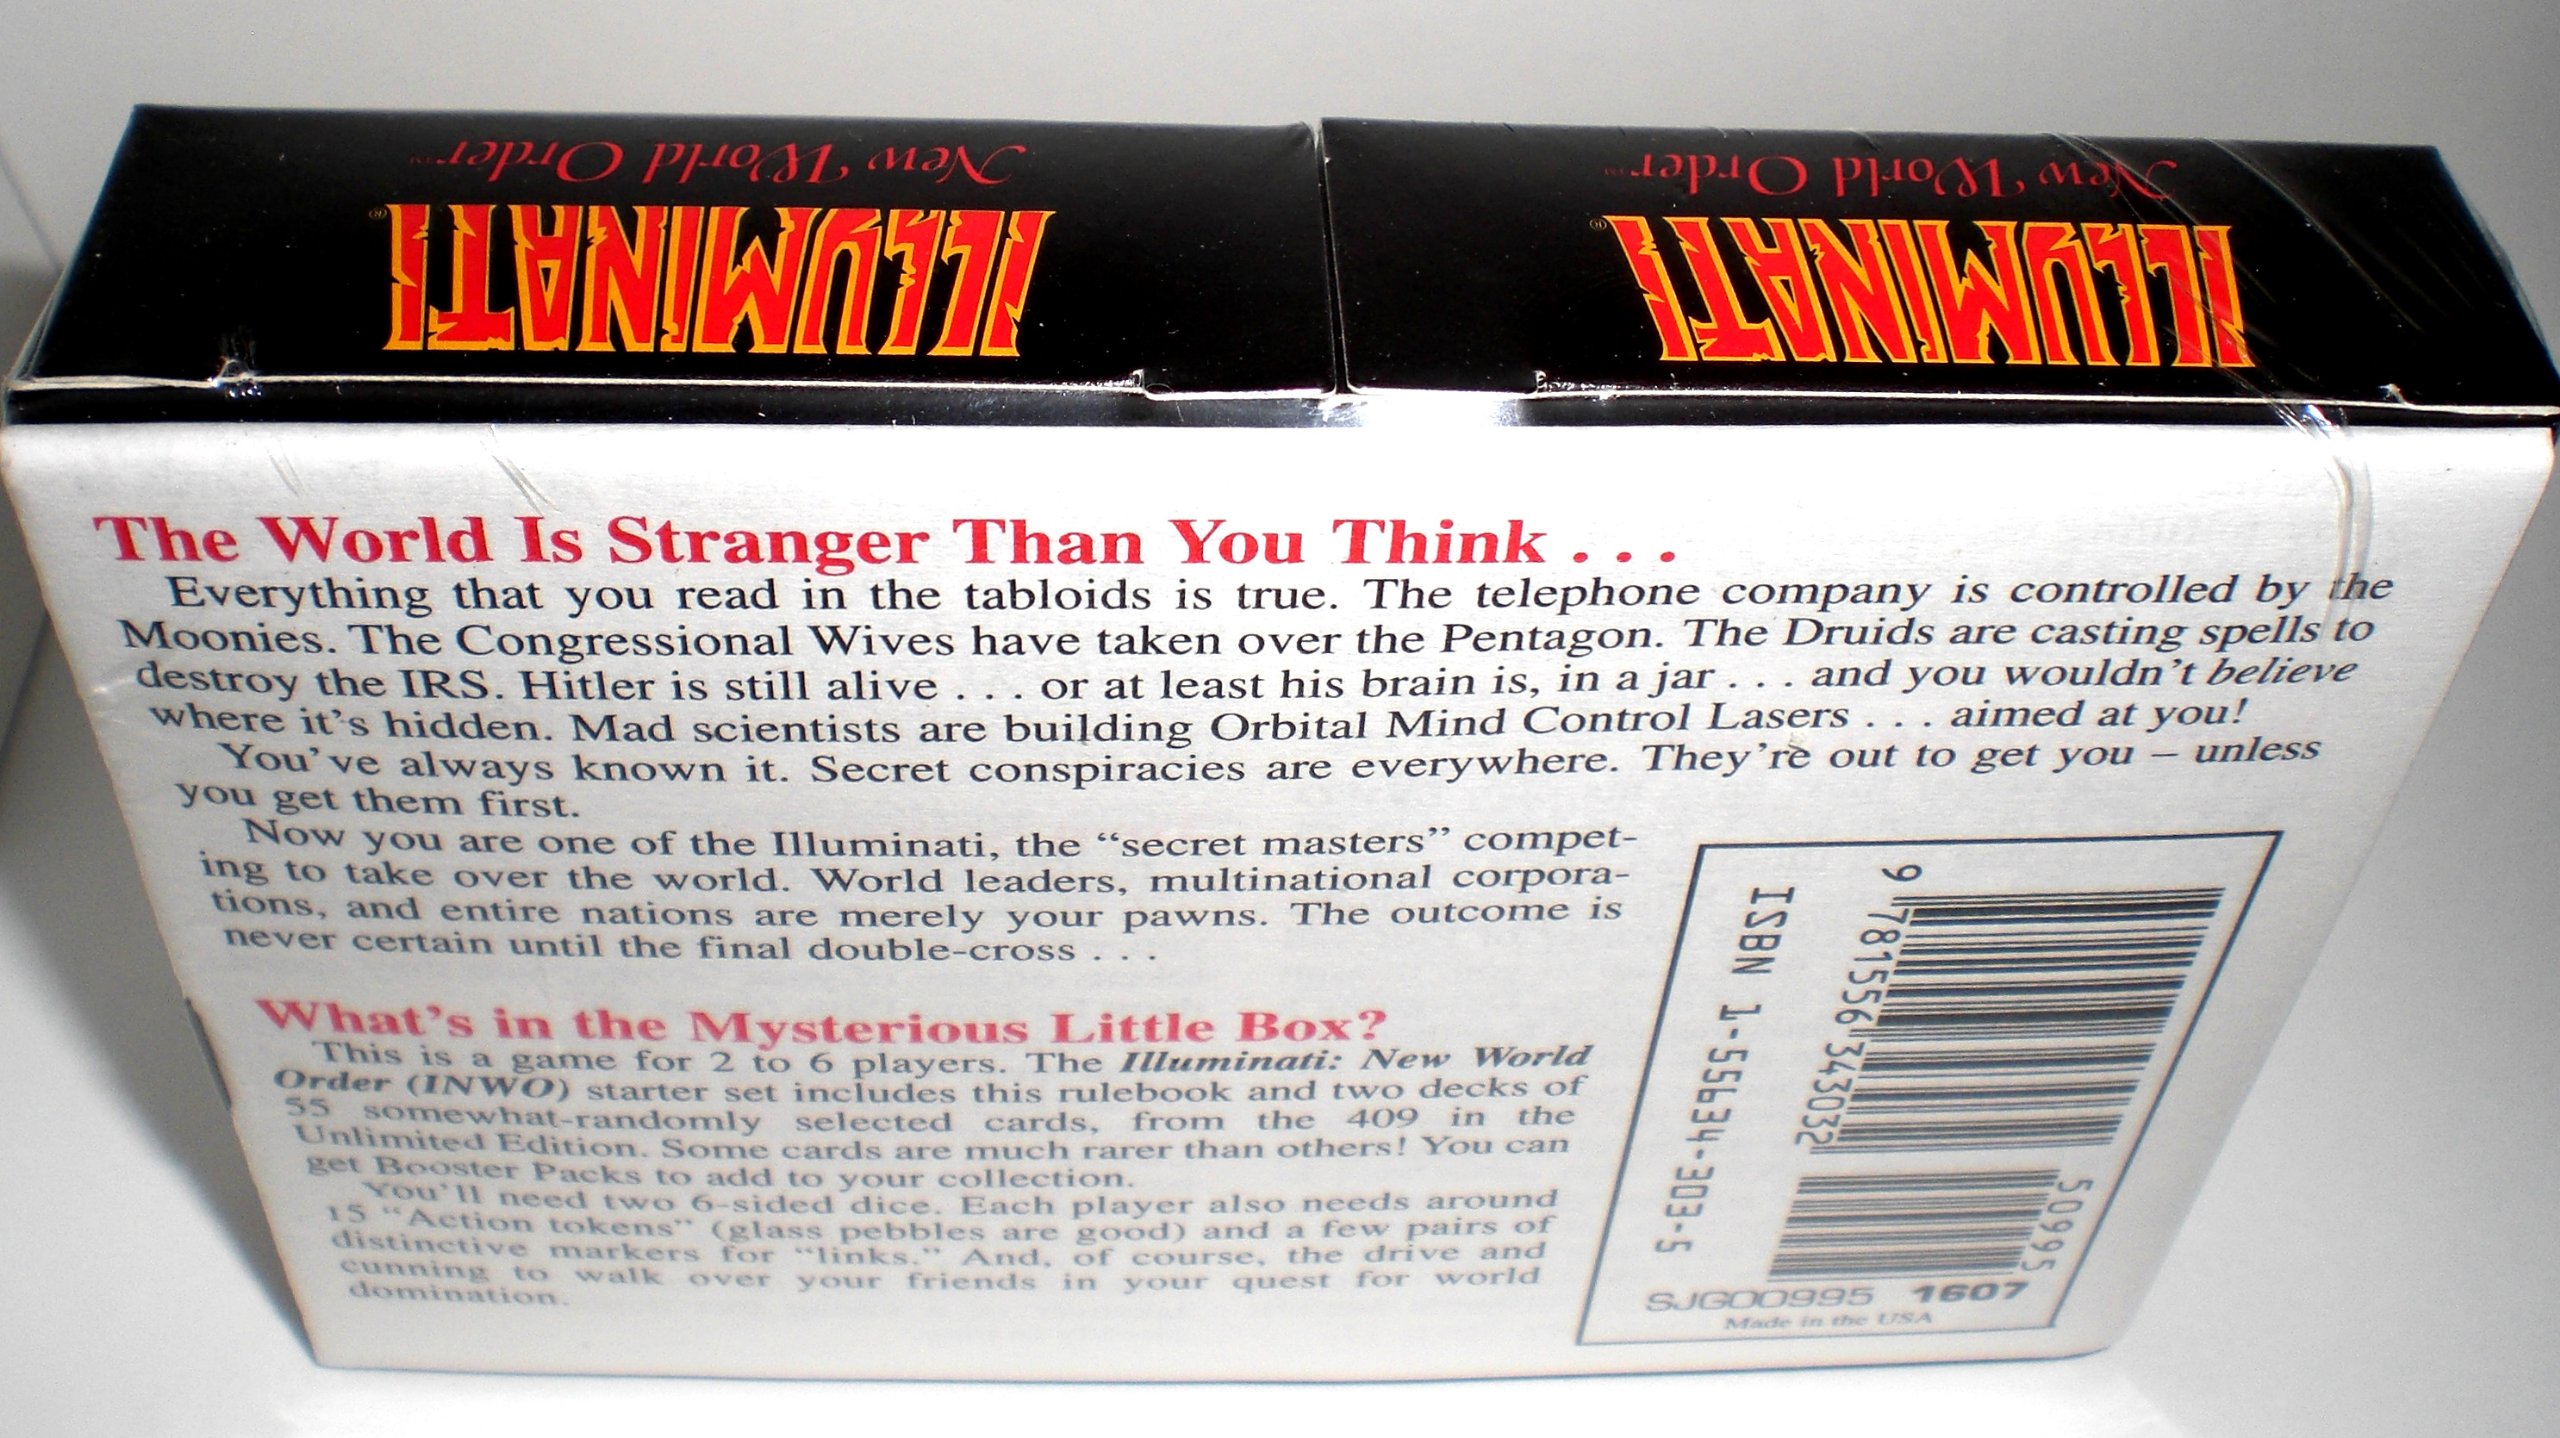 New World Order™
ILLUMINATI®
New World Order™
ILLUMINATI®
The World Is Stranger Than You Think . . .
Everything that you read in the tabloids is true. The telephone company is controlled by the
Moonies. The Congressional Wives have taken over the Pentagon. The Druids are casting spells to
destroy the IRS. Hitler is still alive . . . or at least his brain is, in a jar . . . and you wouldn't believe
where it's hidden. Mad scientists are building Orbital Mind Control Lasers . . . aimed at you!
You've always known it. Secret conspiracies are everywhere. They're out to get you – unless
you get them first.
Now you are one of the Illuminati, the “secret masters” compet-
ing to take over the world. World leaders, multinational corpora-
tions, and entire nations are merely your pawns. The outcome is
never certain until the final double-cross . . .
What's in the Mysterious Little Box?
This is a game for 2 to 6 players. The Illuminati: New World
Order (INWO) starter set includes this rulebook and two decks of
55 somewhat-randomly selected cards, from the 409 in the
Unlimited Edition. Some cards are much rarer than others! You can
get Booster Packs to add to your collection.
You'll need two 6-sided dice. Each player also needs around
15 “Action tokens” (glass pebbles are good) and a few pairs of
distinctive markers for “links.” And, of course, the drive and
cunning to walk over your friends in your quest for world
domination.
ISBN 1-55634-303-5
9 781556 343032
50995
SJG00995 1607
Made in the USA